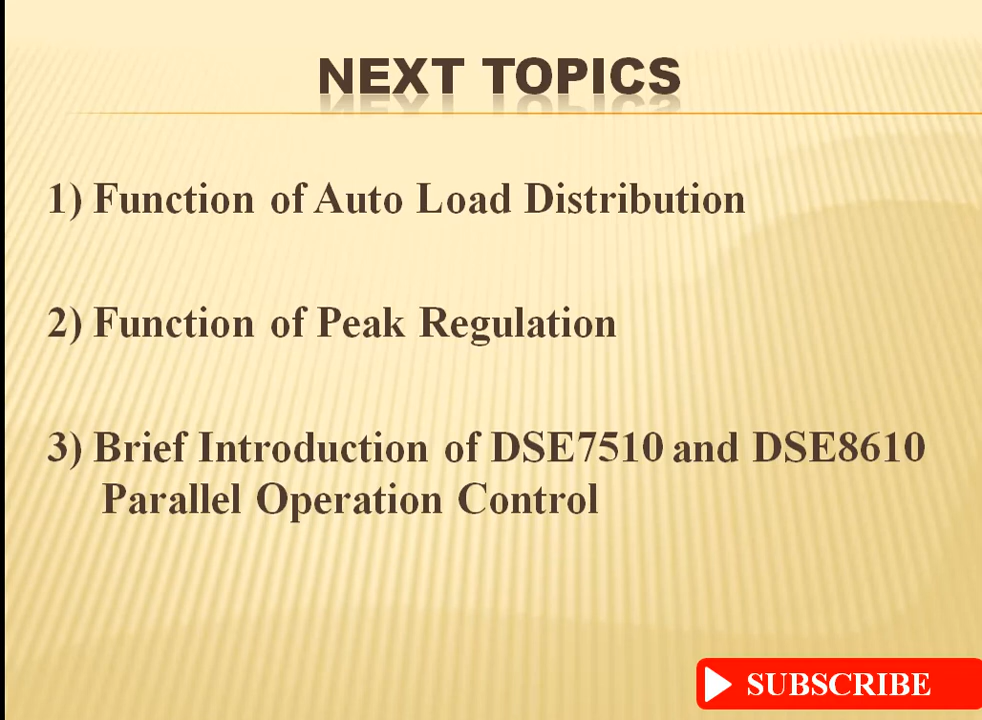 NEXT TOPICS
1) Function of Auto Load Distribution
2) Function of Peak Regulation
3) Brief Introduction of DSE7510 and DSE8610
Parallel Operation Control
SUBSCRIBE